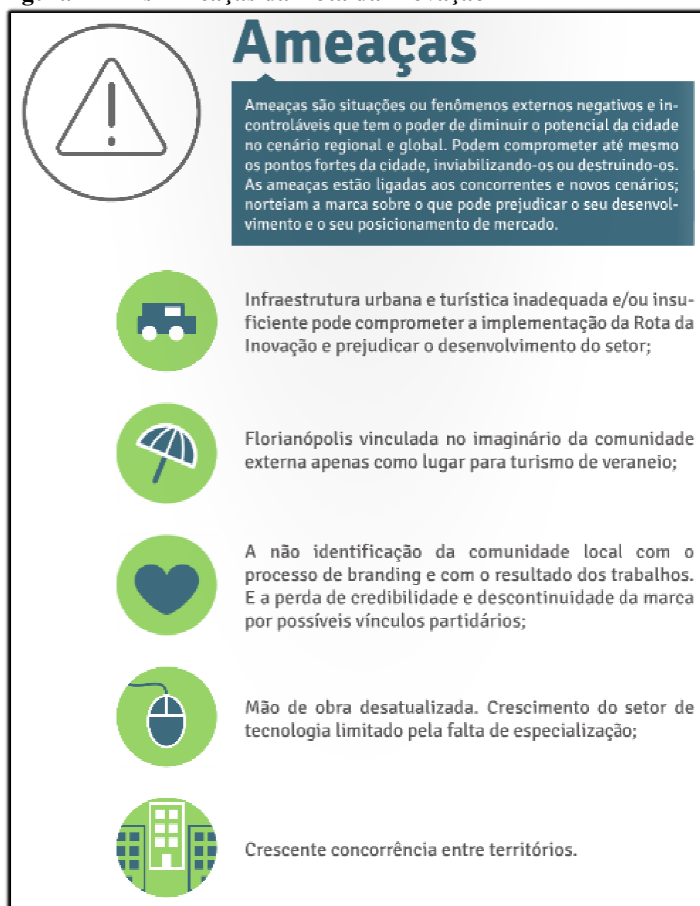 Ameaças
Ameaças são situações ou fenômenos externos negativos e in-
controláveis que tem o poder de diminuir o potencial da cidade
no cenário regional e global. Podem comprometer até mesmo
os pontos fortes da cidade, inviabilizando-os ou destruindo-os.
As ameaças estão ligadas aos concorrentes e novos cenários;
norteiam a marca sobre o que pode prejudicar o seu desenvol-
vimento e o seu posicionamento de mercado.
Infraestrutura urbana e turística inadequada e/ou insu-
ficiente pode comprometer a implementação da Rota da
Inovação e prejudicar o desenvolvimento do setor;
Florianópolis vinculada no imaginário da comunidade
externa apenas como lugar para turismo de veraneio;
A não identificação da comunidade local com o
processo de branding e com o resultado dos trabalhos.
E a perda de credibilidade e descontinuidade da marca
por possíveis vínculos partidários;
Mão de obra desatualizada. Crescimento do setor de
tecnologia limitado pela falta de especialização;
Crescente concorrência entre territórios.